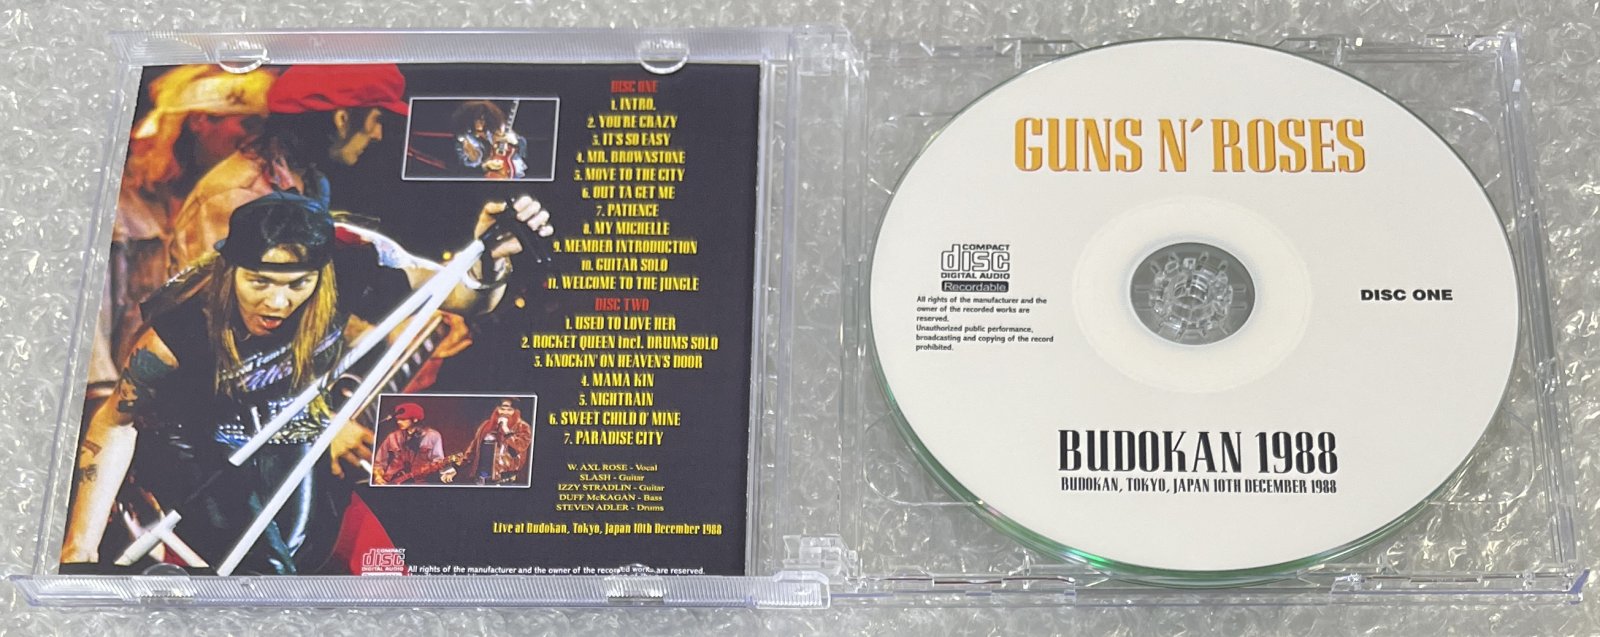 DISC ONE
1. INTRO.
2. YOU'RE CRAZY
3. IT'S SO EASY
4. MR. BROWNSTONE
5. MOVE TO THE CITY
6. OUT TA GET ME
7. PATIENCE
8. MY MICHELLE
9. MEMBER INTRODUCTION
10. GUITAR SOLO
11. WELCOME TO THE JUNGLE
DISC TWO
1. USED TO LOVE HER
2. ROCKET QUEEN incl. DRUMS SOLO
3. KNOCKIN' ON HEAVEN'S DOOR
4. MAMA KIN
5. NIGHTRAIN
6. SWEET CHILD O' MINE
7. PARADISE CITY
W. AXL ROSE - Vocal
SLASH - Guitar
IZZY STRADLIN - Guitar
DUFF McKAGAN - Bass
STEVEN ADLER - Drums
Live at Budokan, Tokyo, Japan 10th December 1988
COMPACT
disc
DIGITAL AUDIO
All rights of the manufacturer and the owner of the recorded works are reserved.
GUNS N' ROSES
COMPACT
disc
DIGITAL AUDIO
Recordable
All rights of the manufacturer and the
owner of the recorded works are
reserved.
Unauthorized public performance,
broadcasting and copying of the record
prohibited.
DISC ONE
BUDOKAN 1988
BUDOKAN, TOKYO, JAPAN 10TH DECEMBER 1988